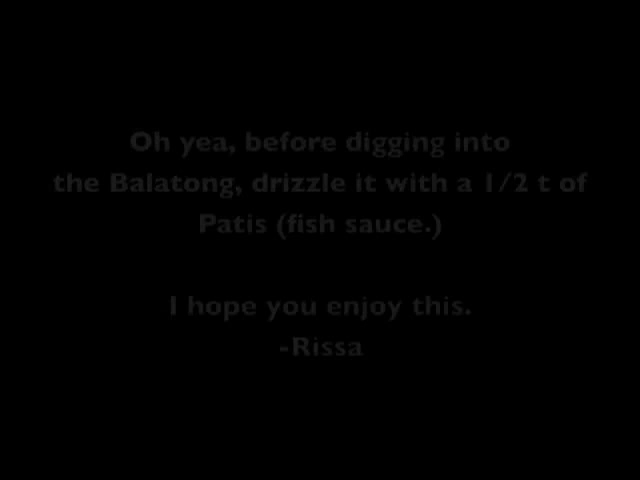 Oh yea, before digging into
the Balatong, drizzle it with a 1/2 t of
Patis (fish sauce.)
I hope you enjoy this.
-Rissa